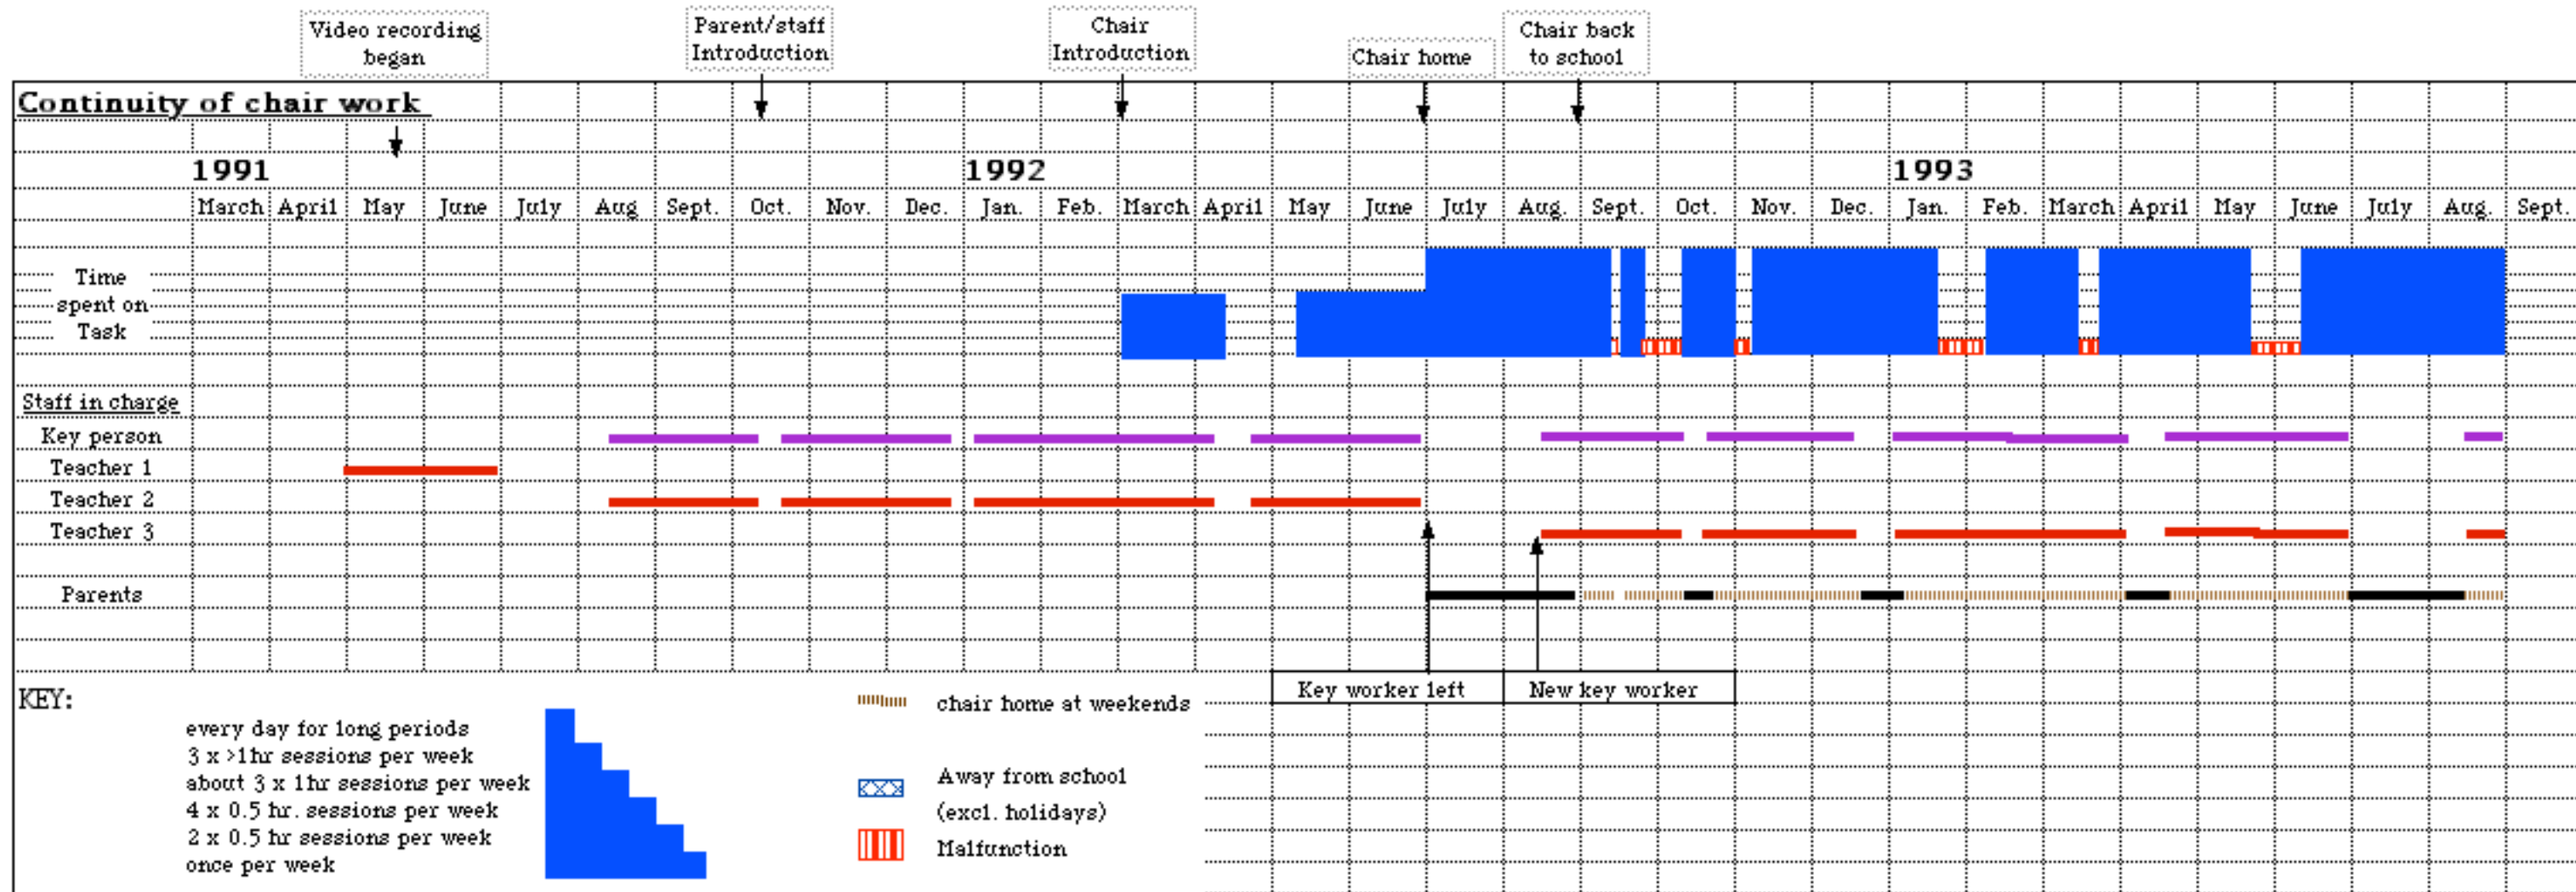 Video recording
began
Parent/staff
Introduction
Chair
Introduction
Chair home
Chair back
to school
Continuity of chair work
1991 1992 1993
March April May June July Aug Sept. Oct. Nov. Dec. Jan. Feb. March April May June July Aug. Sept. Oct. Nov. Dec. Jan. Feb. March April May June July Aug. Sept.
Time
spent on
Task
Staff in charge
Key person
Teacher 1
Teacher 2
Teacher 3
Parents
Key worker left New key worker
KEY:
every day for long periods
3 x >1hr sessions per week
about 3 x 1hr sessions per week
4 x 0.5 hr. sessions per week
2 x 0.5 hr sessions per week
once per week
chair home at weekends
Away from school
(excl. holidays)
Malfunction